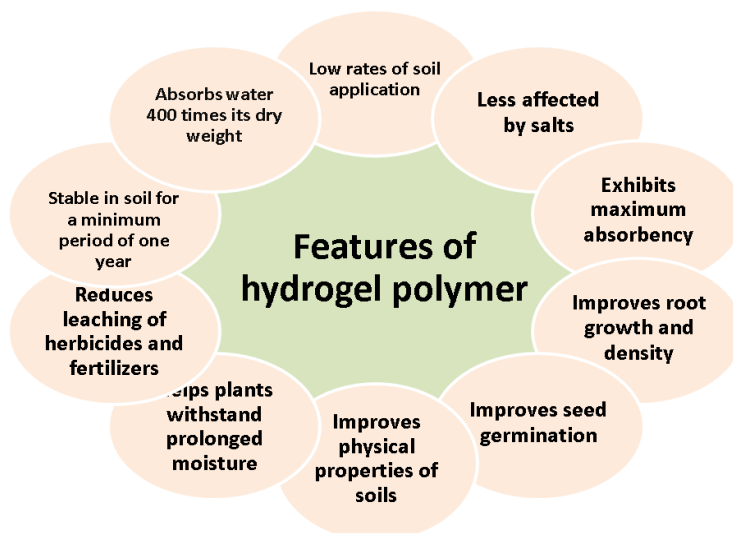 Features of
hydrogel polymer
Low rates of soil
application
Less affected
by salts
Exhibits
maximum
absorbency
Improves root
growth and
density
Improves seed
germination
Improves
physical
properties of
soils
Helps plants
withstand
prolonged
moisture
Reduces
leaching of
herbicides and
fertilizers
Stable in soil for
a minimum
period of one
year
Absorbs water
400 times its dry
weight